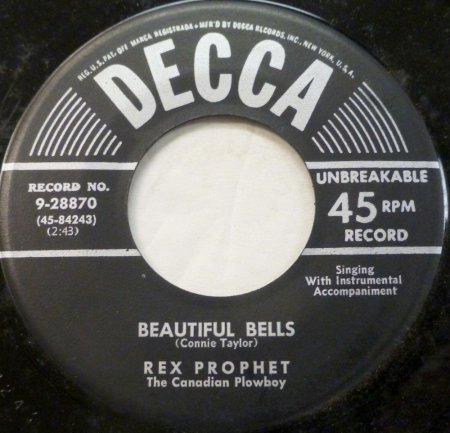 REG. U.S. PAT. OFF. MARCA REGISTRADA • MF'D BY DECCA RECORDS, INC., NEW YORK, U.S.A.
DECCA
RECORD NO.
9-28870
(45-84243)
(2:43)
UNBREAKABLE
45 RPM
RECORD
Singing
With Instrumental
Accompaniment
BEAUTIFUL BELLS
(Connie Taylor)
REX PROPHET
The Canadian Plowboy